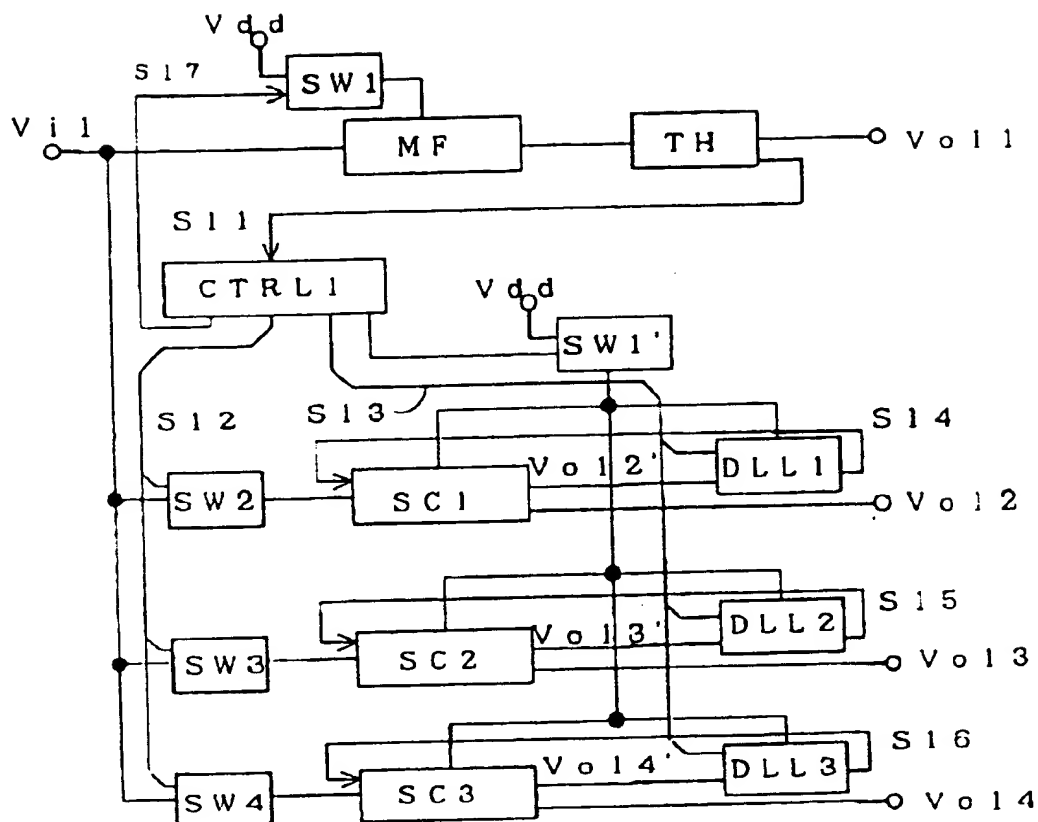 Vdd
S17
SW1
Vi1
MF
TH
Vo11
S11
CTRL1
Vdd
SW1'
S12
S13
S14
Vo12'
DLL1
SW2
SC1
Vo12
S15
Vo13'
DLL2
SW3
SC2
Vo13
S16
Vo14'
DLL3
SW4
SC3
Vo14